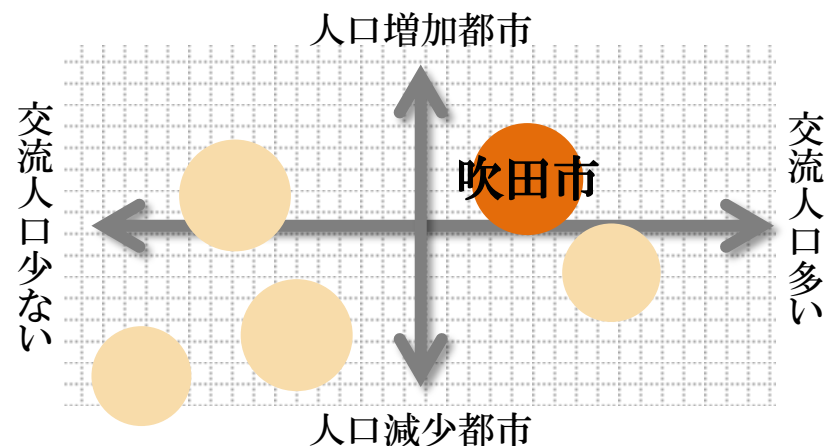 人口増加都市
交流人口少ない
吹田市
交流人口多い
人口減少都市